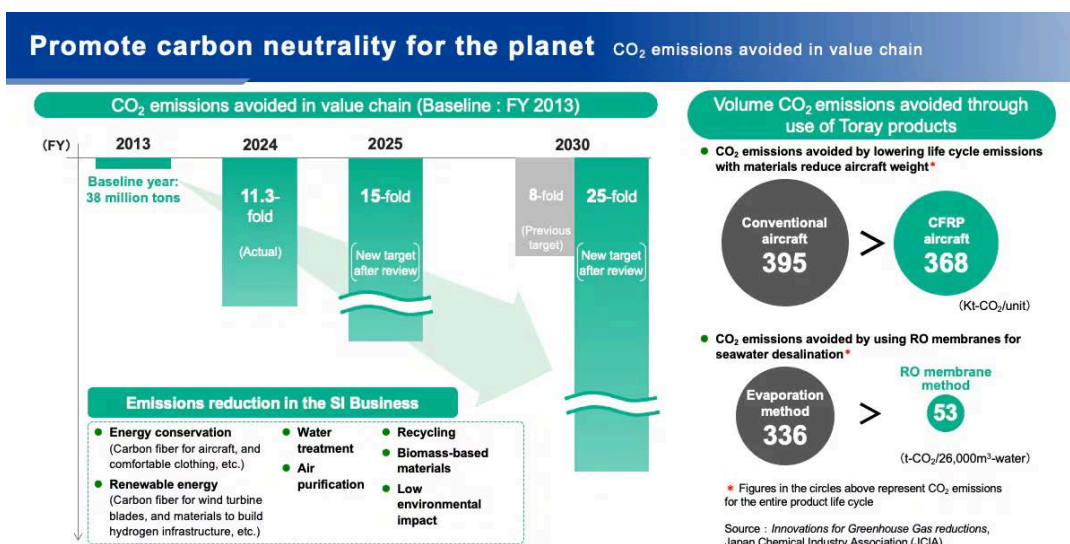 Promote carbon neutrality for the planet CO₂ emissions avoided in value chain
CO₂ emissions avoided in value chain (Baseline : FY 2013)
(FY) 2013 2024 2025 2030
Baseline year:
38 million tons
11.3-
fold
(Actual)
15-fold
(New target
after review)
8-fold
(Previous
target)
25-fold
(New target
after review)
Emissions reduction in the SI Business
● Energy conservation
(Carbon fiber for aircraft, and
comfortable clothing, etc.)
● Renewable energy
(Carbon fiber for wind turbine
blades, and materials to build
hydrogen infrastructure, etc.)
● Water
treatment
● Air
purification
● Recycling
● Biomass-based
materials
● Low
environmental
impact
Volume CO₂ emissions avoided through
use of Toray products
● CO₂ emissions avoided by lowering life cycle emissions
with materials reduce aircraft weight*
Conventional
aircraft
395
>
CFRP
aircraft
368
(Kt-CO₂/unit)
● CO₂ emissions avoided by using RO membranes for
seawater desalination*
Evaporation
method
336
>
RO membrane
method
53
(t-CO₂/26,000m³-water)
* Figures in the circles above represent CO₂ emissions
for the entire product life cycle
Source : Innovations for Greenhouse Gas reductions,
Japan Chemical Industry Association (JCIA)